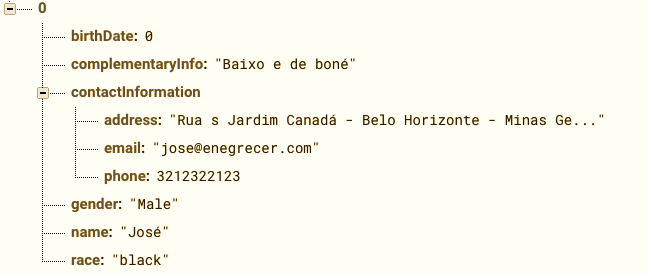 0
birthDate: 0
complementaryInfo: "Baixo e de boné"
contactInformation
address: "Rua s Jardim Canadá - Belo Horizonte - Minas Ge..."
email: "jose@enegrecer.com"
phone: 3212322123
gender: "Male"
name: "José"
race: "black"